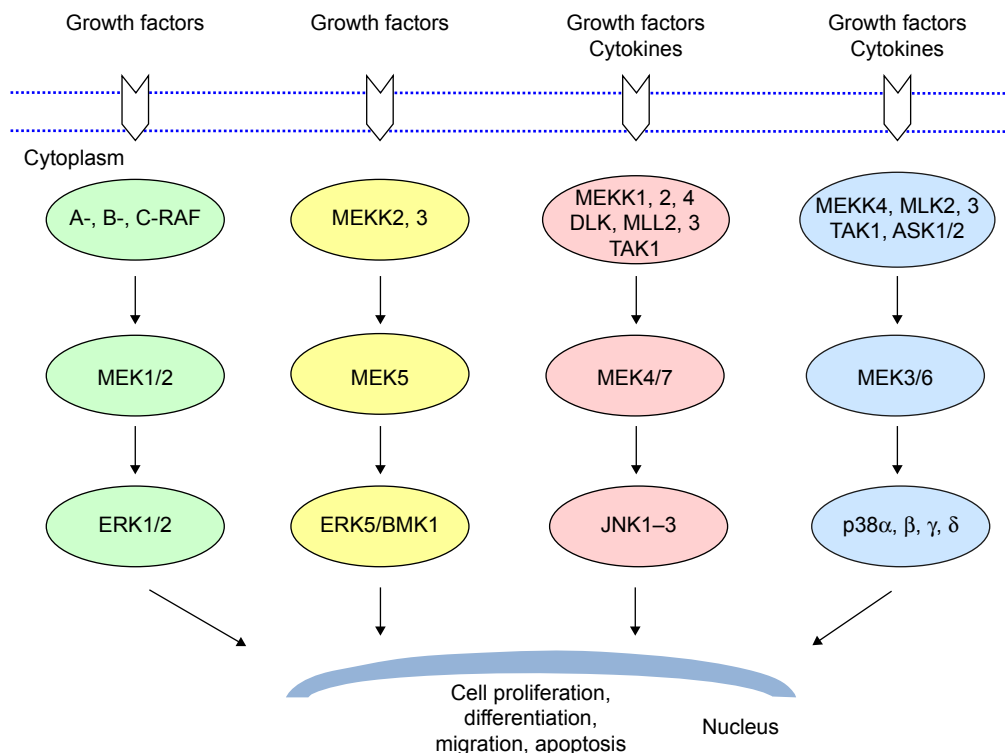 Growth factors
Growth factors
Growth factors
Cytokines
Growth factors
Cytokines
Cytoplasm
A-, B-, C-RAF
MEKK2, 3
MEKK1, 2, 4
DLK, MLL2, 3
TAK1
MEKK4, MLK2, 3
TAK1, ASK1/2
MEK1/2
MEK5
MEK4/7
MEK3/6
ERK1/2
ERK5/BMK1
JNK1–3
p38α, β, γ, δ
Cell proliferation,
differentiation,
migration, apoptosis
Nucleus